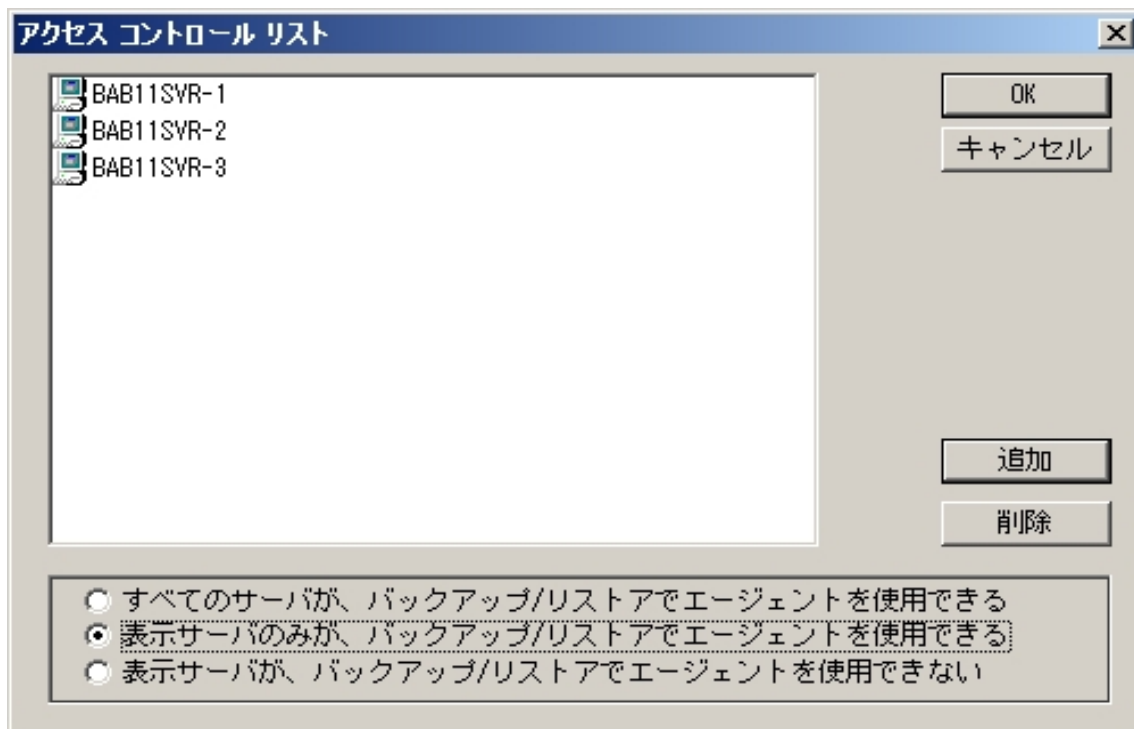 アクセス コントロール リスト
BAB11SVR-1
BAB11SVR-2
BAB11SVR-3
OK
キャンセル
追加
削除
すべてのサーバが、バックアップ/リストアでエージェントを使用できる
表示サーバのみが、バックアップ/リストアでエージェントを使用できる
表示サーバが、バックアップ/リストアでエージェントを使用できない